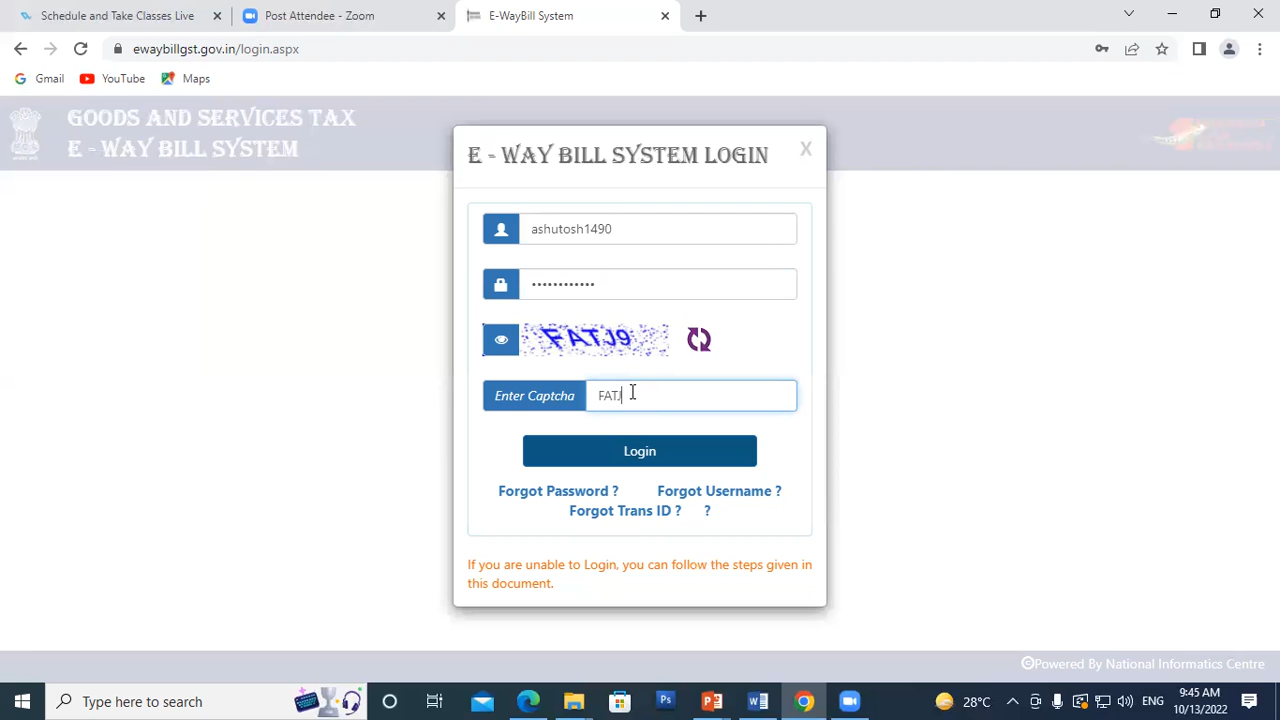 Schedule and Take Classes Live
Post Attendee - Zoom
E-WayBill System
ewaybillgst.gov.in/login.aspx
Gmail
YouTube
Maps
GOODS AND SERVICES TAX
E - WAY BILL SYSTEM
E - WAY BILL SYSTEM LOGIN
X
ashutosh1490
••••••••••••
FATJ9
Enter Captcha
FATJ
Login
Forgot Password ?
Forgot Username ?
Forgot Trans ID ?
?
If you are unable to Login, you can follow the steps given in
this document.
Powered By National Informatics Centre
Type here to search
28°C
ENG
9:45 AM
10/13/2022